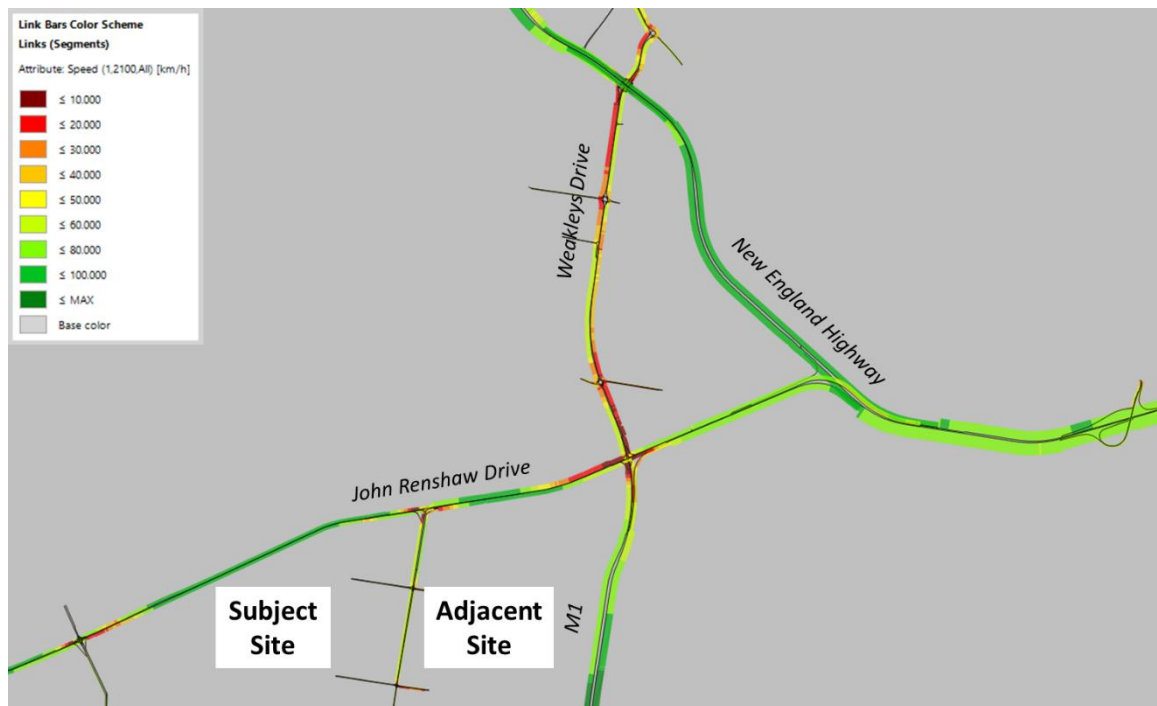 Link Bars Color Scheme
Links (Segments)
Attribute: Speed (1,2100,All) [km/h]
≤ 10.000
≤ 20.000
≤ 30.000
≤ 40.000
≤ 50.000
≤ 60.000
≤ 80.000
≤ 100.000
≤ MAX
Base color
Weakleys Drive
New England Highway
John Renshaw Drive
Subject
Site
Adjacent
Site
M1